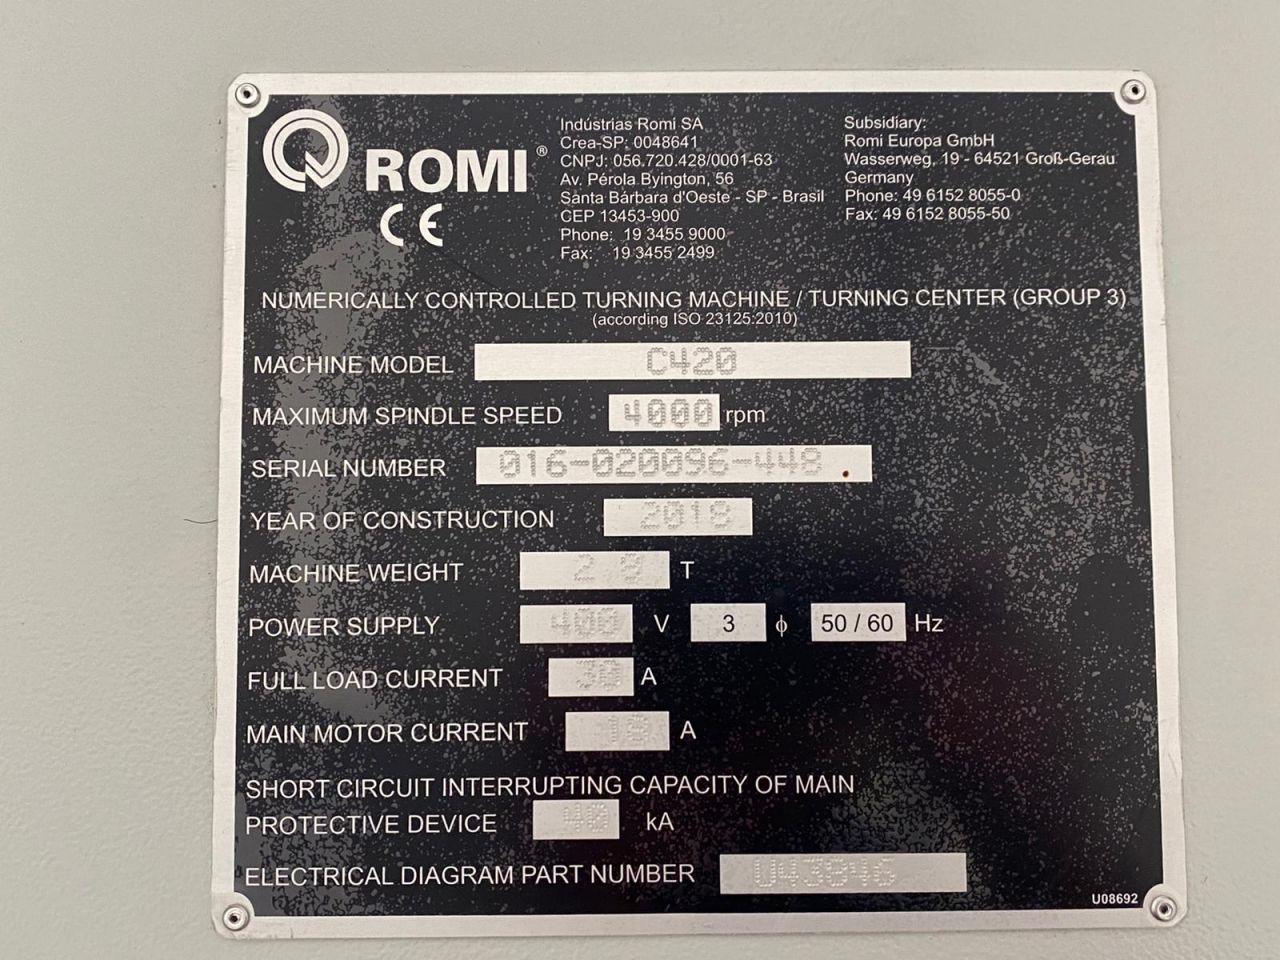 ROMI®
CE
Indústrias Romi SA
Crea-SP: 0048641
CNPJ: 056.720.428/0001-63
Av. Pérola Byington, 56
Santa Bárbara d'Oeste - SP - Brasil
CEP 13453-900
Phone: 19 3455 9000
Fax: 19 3455 2499
Subsidiary:
Romi Europa GmbH
Wasserweg, 19 - 64521 Groß-Gerau
Germany
Phone: 49 6152 8055-0
Fax: 49 6152 8055-50
NUMERICALLY CONTROLLED TURNING MACHINE / TURNING CENTER (GROUP 3)
(according ISO 23125:2010)
MACHINE MODEL C420
MAXIMUM SPINDLE SPEED 4000 rpm
SERIAL NUMBER 016-020096-448
YEAR OF CONSTRUCTION
MACHINE WEIGHT T
POWER SUPPLY 400 V 3 ϕ 50 / 60 Hz
FULL LOAD CURRENT 30 A
MAIN MOTOR CURRENT A
SHORT CIRCUIT INTERRUPTING CAPACITY OF MAIN
PROTECTIVE DEVICE 40 kA
ELECTRICAL DIAGRAM PART NUMBER
U08692